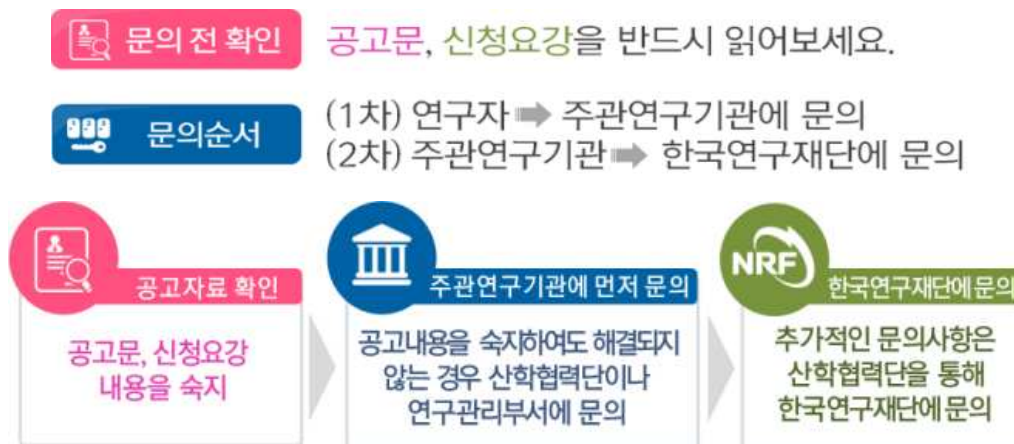 문의 전 확인
공고문, 신청요강을 반드시 읽어보세요.
문의순서
(1차) 연구자 ➡ 주관연구기관에 문의
(2차) 주관연구기관 ➡ 한국연구재단에 문의
공고자료 확인
공고문, 신청요강
내용을 숙지
주관연구기관에 먼저 문의
공고내용을 숙지하여도 해결되지
않는 경우 산학협력단이나
연구관리부서에 문의
NRF
한국연구재단에 문의
추가적인 문의사항은
산학협력단을 통해
한국연구재단에 문의